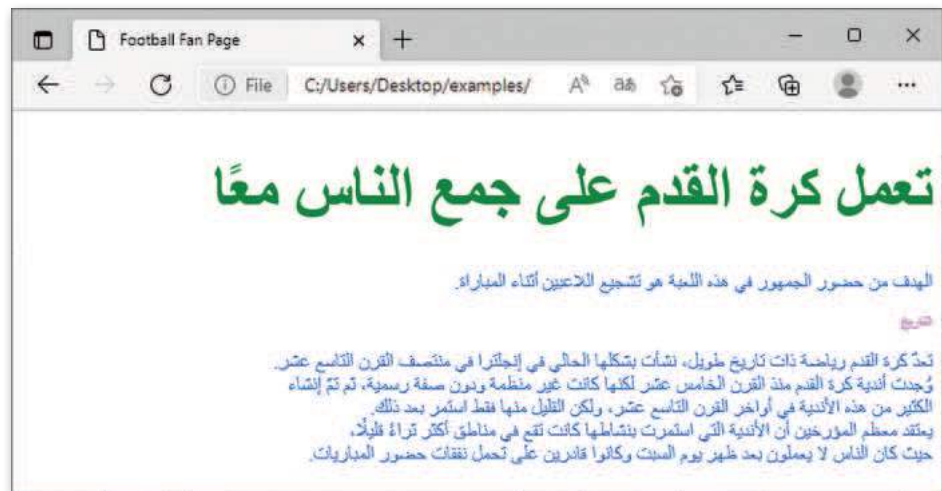 Football Fan Page
File
C:/Users/Desktop/examples/
تعمل كرة القدم على جمع الناس معًا
الهدف من حضور الجمهور في هذه اللعبة هو تشجيع اللاعبين أثناء المباراة.
التاريخ
تعدّ كرة القدم رياضة ذات تاريخ طويل، نشأت بشكلها الحالي في إنجلترا في منتصف القرن التاسع عشر.
وُجدت أندية كرة القدم منذ القرن الخامس عشر لكنها كانت غير منظمة ودون صفة رسمية، ثم تمّ إنشاء
الكثير من هذه الأندية في أواخر القرن التاسع عشر، ولكن القليل منها فقط استمر بعد ذلك.
يعتقد معظم المؤرخين أن الأندية التي استمرت بنشاطها كانت تقع في مناطق أكثر ثراءً قليلًا،
حيث كان الناس لا يعملون بعد ظهر يوم السبت وكانوا قادرين على تحمل نفقات حضور المباريات.